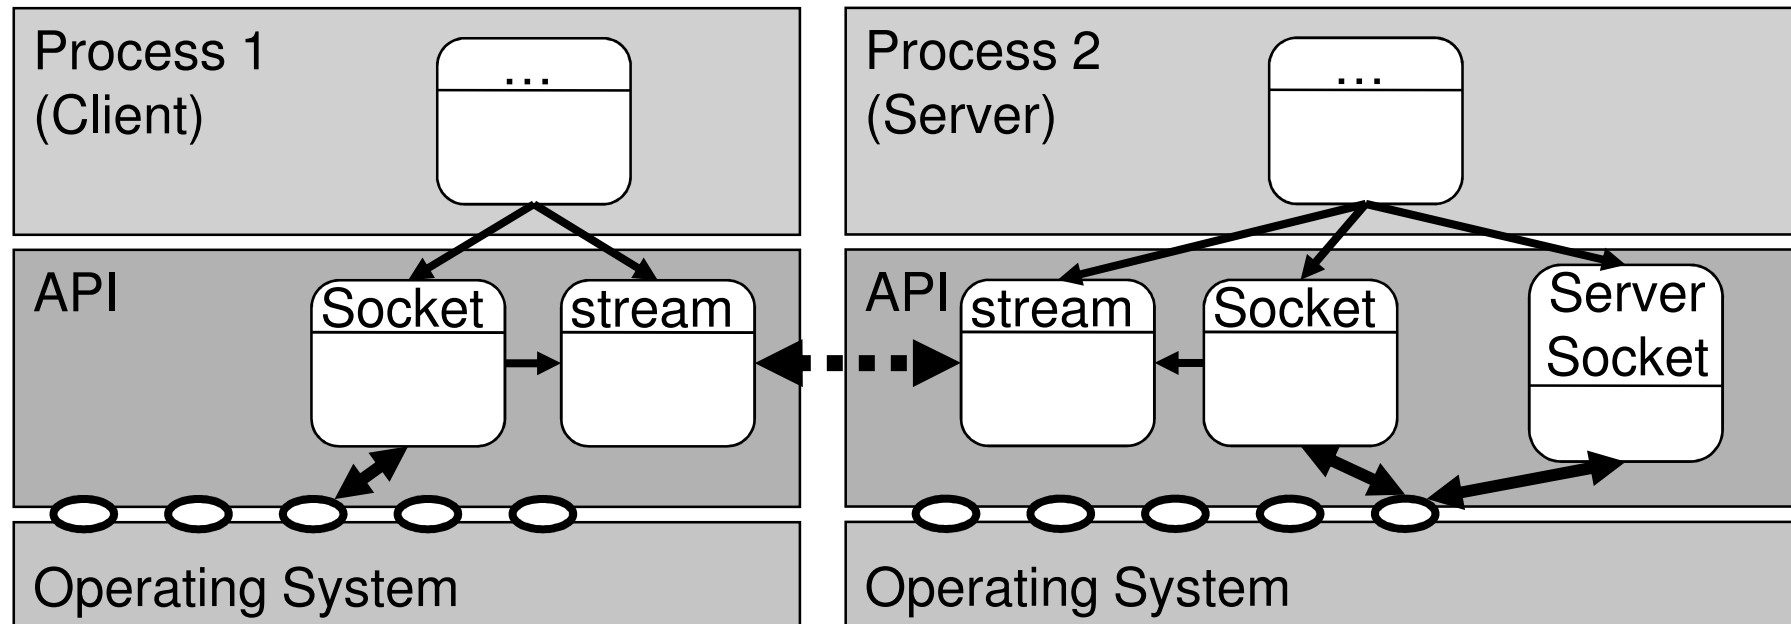 Process 1
(Client)
...
API
Socket
stream
Operating System
Process 2
(Server)
...
API
stream
Socket
Server
Socket
Operating System